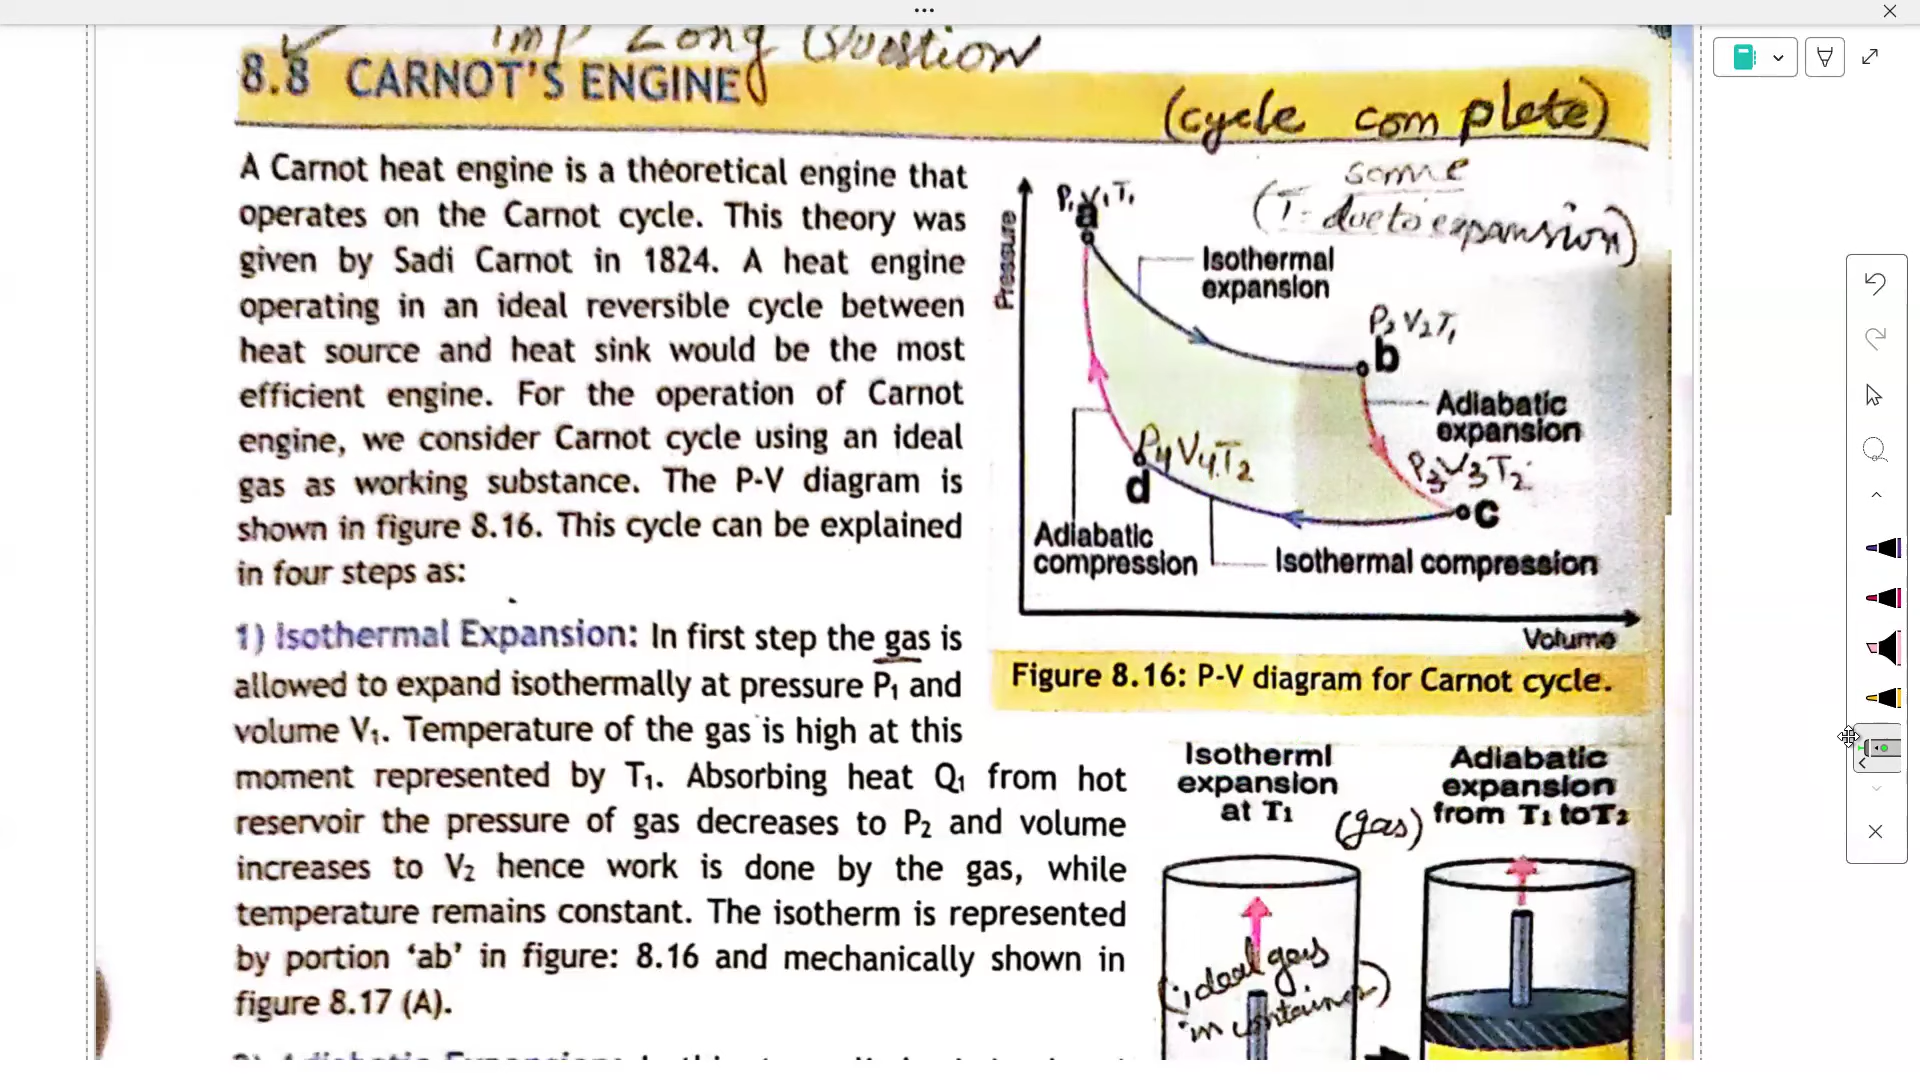 imp Long Question
8.8 CARNOT'S ENGINE
(cycle complete)
A Carnot heat engine is a theoretical engine that
operates on the Carnot cycle. This theory was
given by Sadi Carnot in 1824. A heat engine
operating in an ideal reversible cycle between
heat source and heat sink would be the most
efficient engine. For the operation of Carnot
engine, we consider Carnot cycle using an ideal
gas as working substance. The P-V diagram is
shown in figure 8.16. This cycle can be explained
in four steps as:
1) Isothermal Expansion: In first step the gas is
allowed to expand isothermally at pressure P₁ and
volume V₁. Temperature of the gas is high at this
moment represented by T₁. Absorbing heat Q₁ from hot
reservoir the pressure of gas decreases to P₂ and volume
increases to V₂ hence work is done by the gas, while
temperature remains constant. The isotherm is represented
by portion ‘ab’ in figure: 8.16 and mechanically shown in
figure 8.17 (A).
same
(T= due to expansion)
Pressure
P₁V₁T₁
a
Isothermal
expansion
P₂V₂T₁
b
Adiabatic
expansion
P₃V₃T₂
c
P₄V₄T₂
d
Adiabatic
compression
Isothermal compression
Volume
Figure 8.16: P-V diagram for Carnot cycle.
Isotherml
expansion
at T₁
(gas)
Adiabatic
expansion
from T₁ toT₂
(ideal gas
in container)